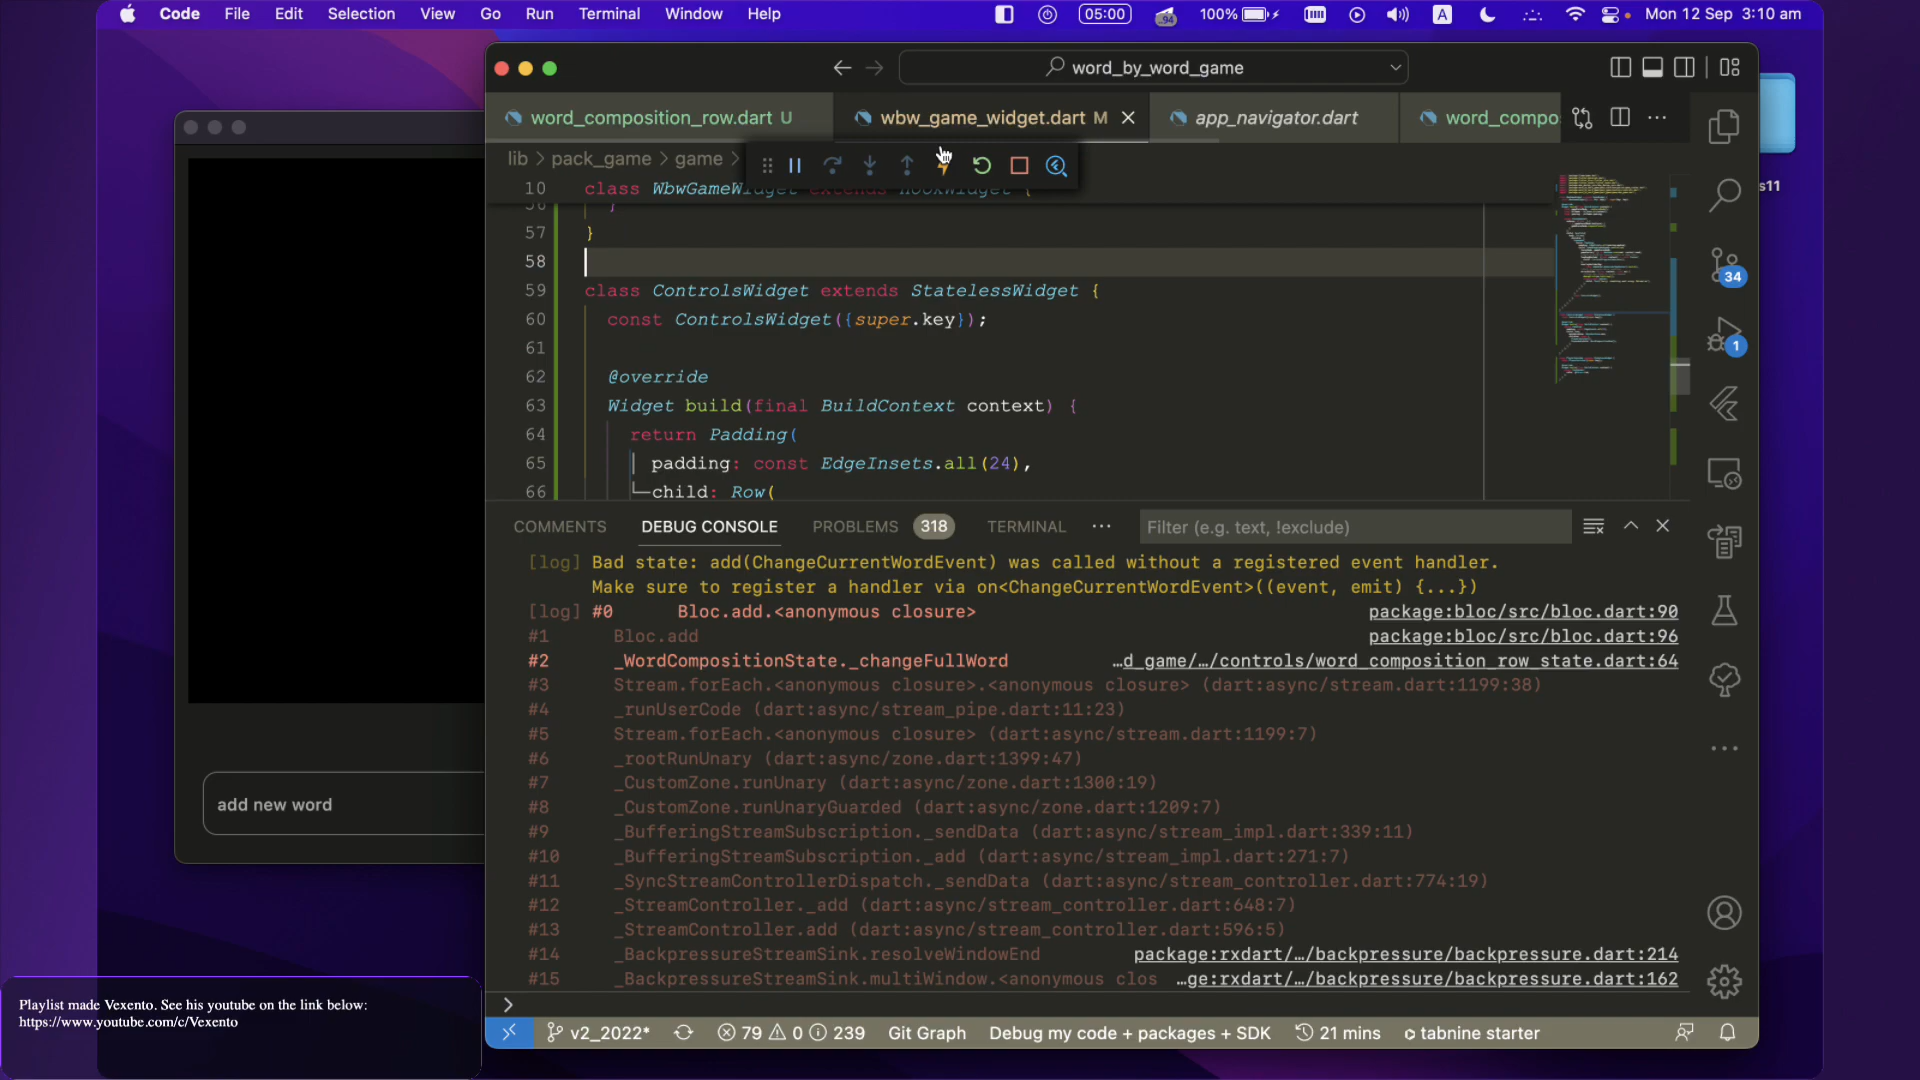 Code File Edit Selection View Go Run Terminal Window Help
05:00 94 100% A Mon 12 Sep 3:10 am
word_by_word_game
word_composition_row.dart U
wbw_game_widget.dart M
app_navigator.dart
word_compo
s11
lib > pack_game > game >
10 class WbwGameWidget extends HookWidget {
56 }
57 }
58
59 class ControlsWidget extends StatelessWidget {
60 const ControlsWidget({super.key});
61
62 @override
63 Widget build(final BuildContext context) {
64 return Padding(
65 padding: const EdgeInsets.all(24),
66 child: Row(
34
1
COMMENTS DEBUG CONSOLE PROBLEMS 318 TERMINAL ··· Filter (e.g. text, !exclude)
[log] Bad state: add(ChangeCurrentWordEvent) was called without a registered event handler.
Make sure to register a handler via on<ChangeCurrentWordEvent>((event, emit) {...})
[log] #0 Bloc.add.<anonymous closure> package:bloc/src/bloc.dart:90
#1 Bloc.add package:bloc/src/bloc.dart:96
#2 _WordCompositionState._changeFullWord …d_game/…/controls/word_composition_row_state.dart:64
#3 Stream.forEach.<anonymous closure>.<anonymous closure> (dart:async/stream.dart:1199:38)
#4 _runUserCode (dart:async/stream_pipe.dart:11:23)
#5 Stream.forEach.<anonymous closure> (dart:async/stream.dart:1199:7)
#6 _rootRunUnary (dart:async/zone.dart:1399:47)
#7 _CustomZone.runUnary (dart:async/zone.dart:1300:19)
#8 _CustomZone.runUnaryGuarded (dart:async/zone.dart:1209:7)
#9 _BufferingStreamSubscription._sendData (dart:async/stream_impl.dart:339:11)
#10 _BufferingStreamSubscription._add (dart:async/stream_impl.dart:271:7)
#11 _SyncStreamControllerDispatch._sendData (dart:async/stream_controller.dart:774:19)
#12 _StreamController._add (dart:async/stream_controller.dart:648:7)
#13 _StreamController.add (dart:async/stream_controller.dart:596:5)
#14 _BackpressureStreamSink.resolveWindowEnd package:rxdart/…/backpressure/backpressure.dart:214
#15 _BackpressureStreamSink.multiWindow.<anonymous clos …ge:rxdart/…/backpressure/backpressure.dart:162
add new word
v2_2022* 79 0 239 Git Graph Debug my code + packages + SDK 21 mins tabnine starter
Playlist made Vexento. See his youtube on the link below:
https://www.youtube.com/c/Vexento